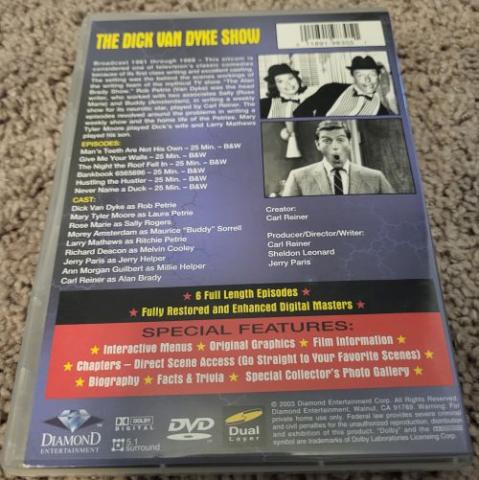 THE DICK VAN DYKE SHOW
Broadcast 1961 through 1966 - This sitcom is
considered one of television's classic comedies
because of its first class writing and excellent casting.
The writing was the behind the scenes workings of
the writing team of the mythical TV show "The Alan
Brady Show." Rob Petrie (Van Dyke) was the head
writer, who worked with two associates Sally (Rose
Marie) and Buddy (Amsterdam), in writing a weekly
show for its neurotic star, played by Carl Reiner. The
episodes revolved around the problems in writing a
weekly show and the home life of the Petries. Mary
Tyler Moore played Dick's wife and Larry Mathews
played his son.
EPISODES:
Man's Teeth Are Not His Own – 25 Min. – B&W
Give Me Your Walls – 25 Min. – B&W
The Night the Roof Fell In – 25 Min. – B&W
Bankbook 6565696 – 25 Min. – B&W
Hustling the Hustler – 25 Min. – B&W
Never Name a Duck – 25 Min. – B&W
CAST:
Dick Van Dyke as Rob Petrie
Mary Tyler Moore as Laura Petrie
Rose Marie as Sally Rogers
Morey Amsterdam as Maurice "Buddy" Sorrell
Larry Mathews as Ritchie Petrie
Richard Deacon as Melvin Cooley
Jerry Paris as Jerry Helper
Ann Morgan Guilbert as Millie Helper
Carl Reiner as Alan Brady
Creator:
Carl Reiner
Producer/Director/Writer:
Carl Reiner
Sheldon Leonard
Jerry Paris
★ 6 Full Length Episodes ★
★ Fully Restored and Enhanced Digital Masters ★
SPECIAL FEATURES:
★ Interactive Menus ★ Original Graphics ★ Film Information ★
★ Chapters – Direct Scene Access (Go Straight to Your Favorite Scenes) ★
★ Biography ★ Facts & Trivia ★ Special Collector's Photo Gallery ★
DIAMOND
ENTERTAINMENT
DOLBY
DIGITAL
5.1
surround
DVD
Dual
Layer
© 2003 Diamond Entertainment Corp. All Rights Reserved.
Diamond Entertainment, Walnut, CA 91789. Warning: For
private home use only. Federal law provides severe criminal
and civil penalties for the unauthorized reproduction, distribution
and exhibition of this product. "Dolby" and the
symbol are trademarks of Dolby Laboratories Licensing Corp.